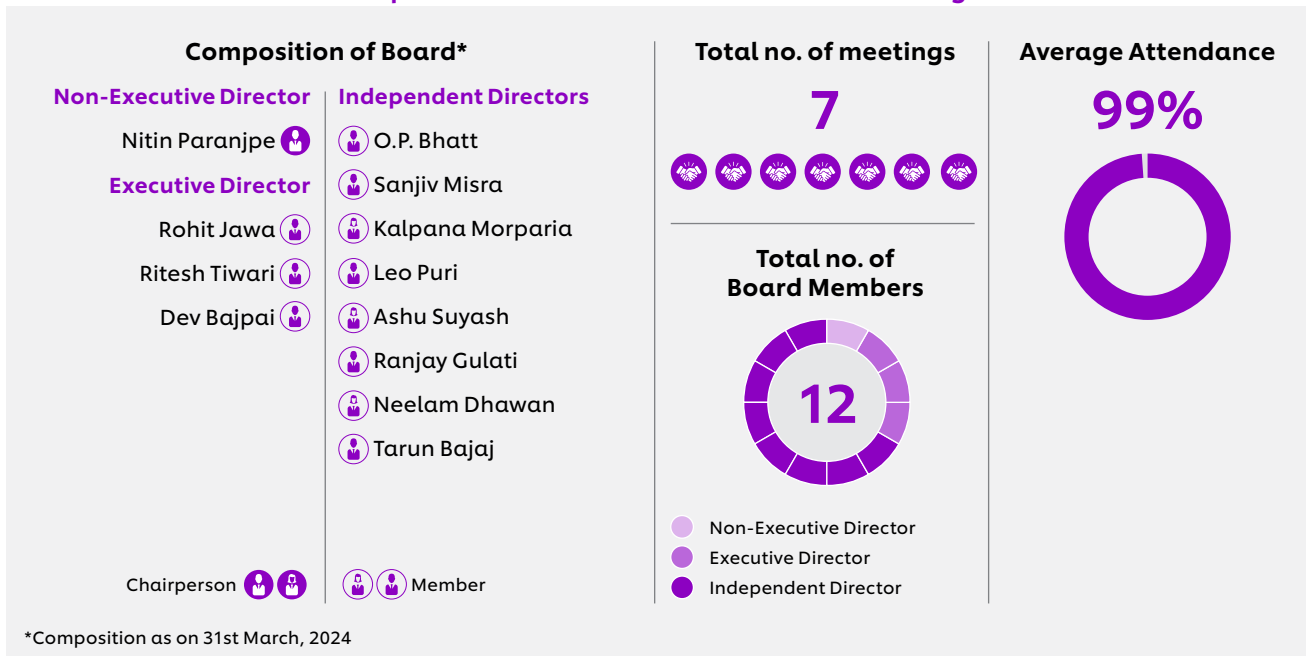 Composition of Board*
Non-Executive Director
Nitin Paranjpe
Executive Director
Rohit Jawa
Ritesh Tiwari
Dev Bajpai
Independent Directors
O.P. Bhatt
Sanjiv Misra
Kalpana Morparia
Leo Puri
Ashu Suyash
Ranjay Gulati
Neelam Dhawan
Tarun Bajaj
Chairperson
Member
Total no. of meetings
7
Total no. of
Board Members
12
Non-Executive Director
Executive Director
Independent Director
Average Attendance
99%
*Composition as on 31st March, 2024